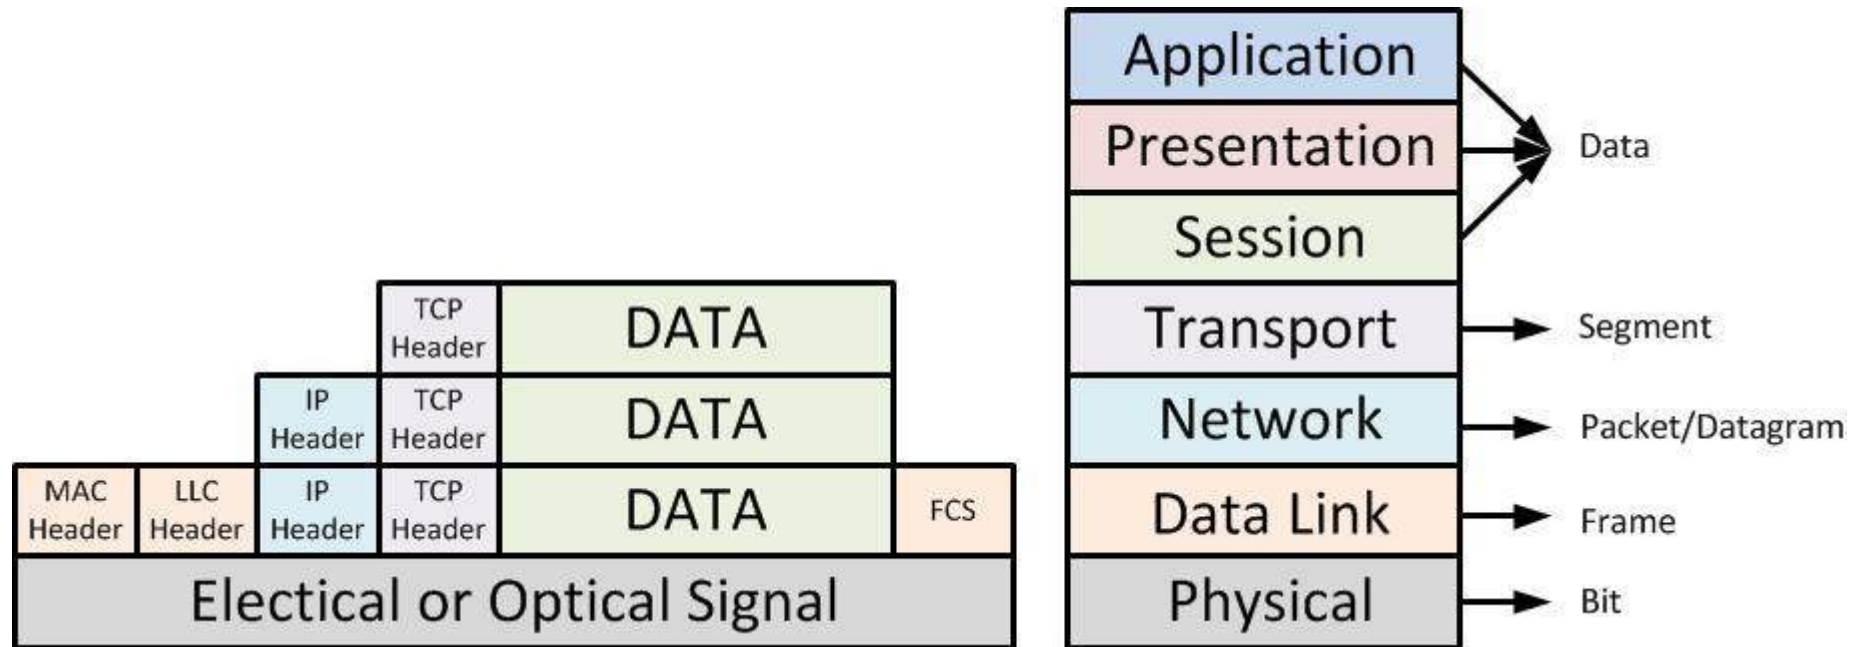 TCP
Header
DATA
IP
Header
TCP
Header
DATA
MAC
Header
LLC
Header
IP
Header
TCP
Header
DATA
FCS
Electical or Optical Signal
Application
Presentation
Session
Transport
Network
Data Link
Physical
Data
Segment
Packet/Datagram
Frame
Bit